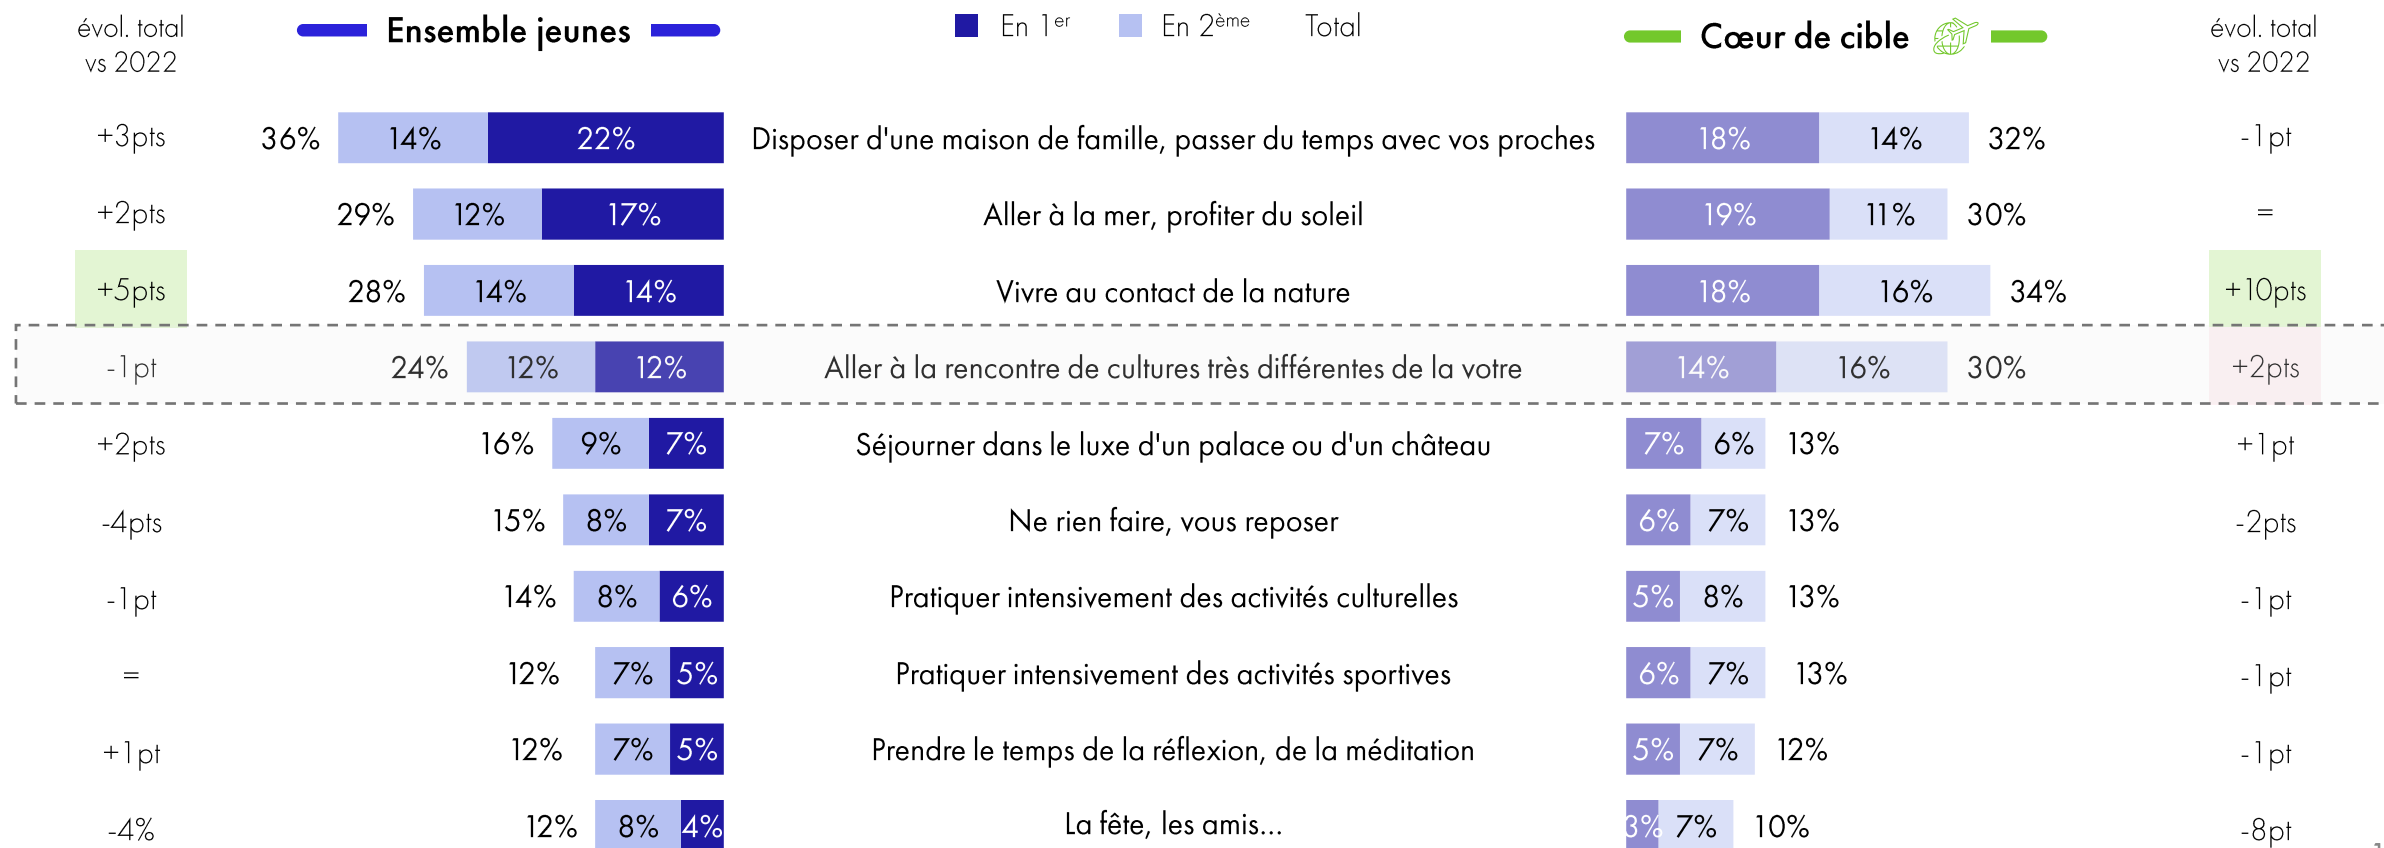 évol. total
vs 2022
Ensemble jeunes
En 1er
En 2ème
Total
Cœur de cible
évol. total
vs 2022
+3pts 36% 14% 22% Disposer d'une maison de famille, passer du temps avec vos proches 18% 14% 32% -1pt
+2pts 29% 12% 17% Aller à la mer, profiter du soleil 19% 11% 30% =
+5pts 28% 14% 14% Vivre au contact de la nature 18% 16% 34% +10pts
-1pt 24% 12% 12% Aller à la rencontre de cultures très différentes de la votre 14% 16% 30% +2pts
+2pts 16% 9% 7% Séjourner dans le luxe d'un palace ou d'un château 7% 6% 13% +1pt
-4pts 15% 8% 7% Ne rien faire, vous reposer 6% 7% 13% -2pts
-1pt 14% 8% 6% Pratiquer intensivement des activités culturelles 5% 8% 13% -1pt
= 12% 7% 5% Pratiquer intensivement des activités sportives 6% 7% 13% -1pt
+1pt 12% 7% 5% Prendre le temps de la réflexion, de la méditation 5% 7% 12% -1pt
-4% 12% 8% 4% La fête, les amis... 3% 7% 10% -8pt